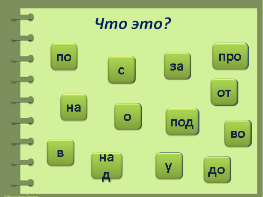 Что это?
по
с
за
про
на
о
под
от
во
в
на
д
у
до